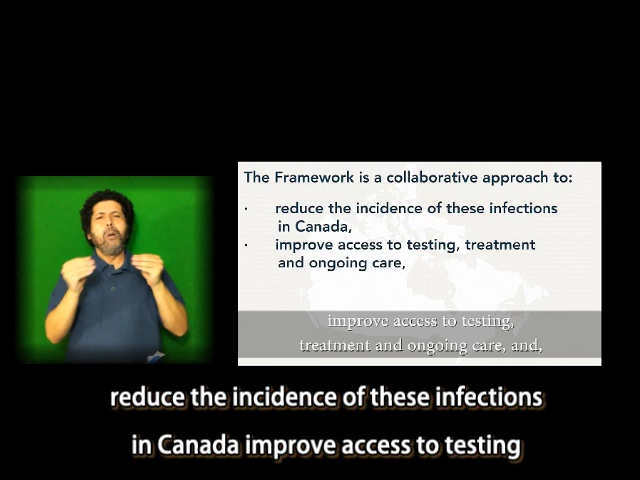 The Framework is a collaborative approach to:
· reduce the incidence of these infections
in Canada,
· improve access to testing, treatment
and ongoing care,
improve access to testing,
treatment and ongoing care, and,
reduce the incidence of these infections
in Canada improve access to testing